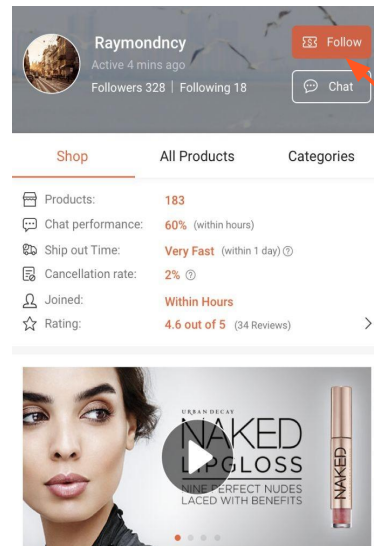 Raymondncy
Follow
Active 4 mins ago
Followers 328 | Following 18
Chat
Shop All Products Categories
Products: 183
Chat performance: 60% (within hours)
Ship out Time: Very Fast (within 1 day) ?
Cancellation rate: 2% ?
Joined: Within Hours
Rating: 4.6 out of 5 (34 Reviews) >
URBAN DECAY
NAKED
LIPGLOSS
NINE PERFECT NUDES
LACED WITH BENEFITS
NAKED